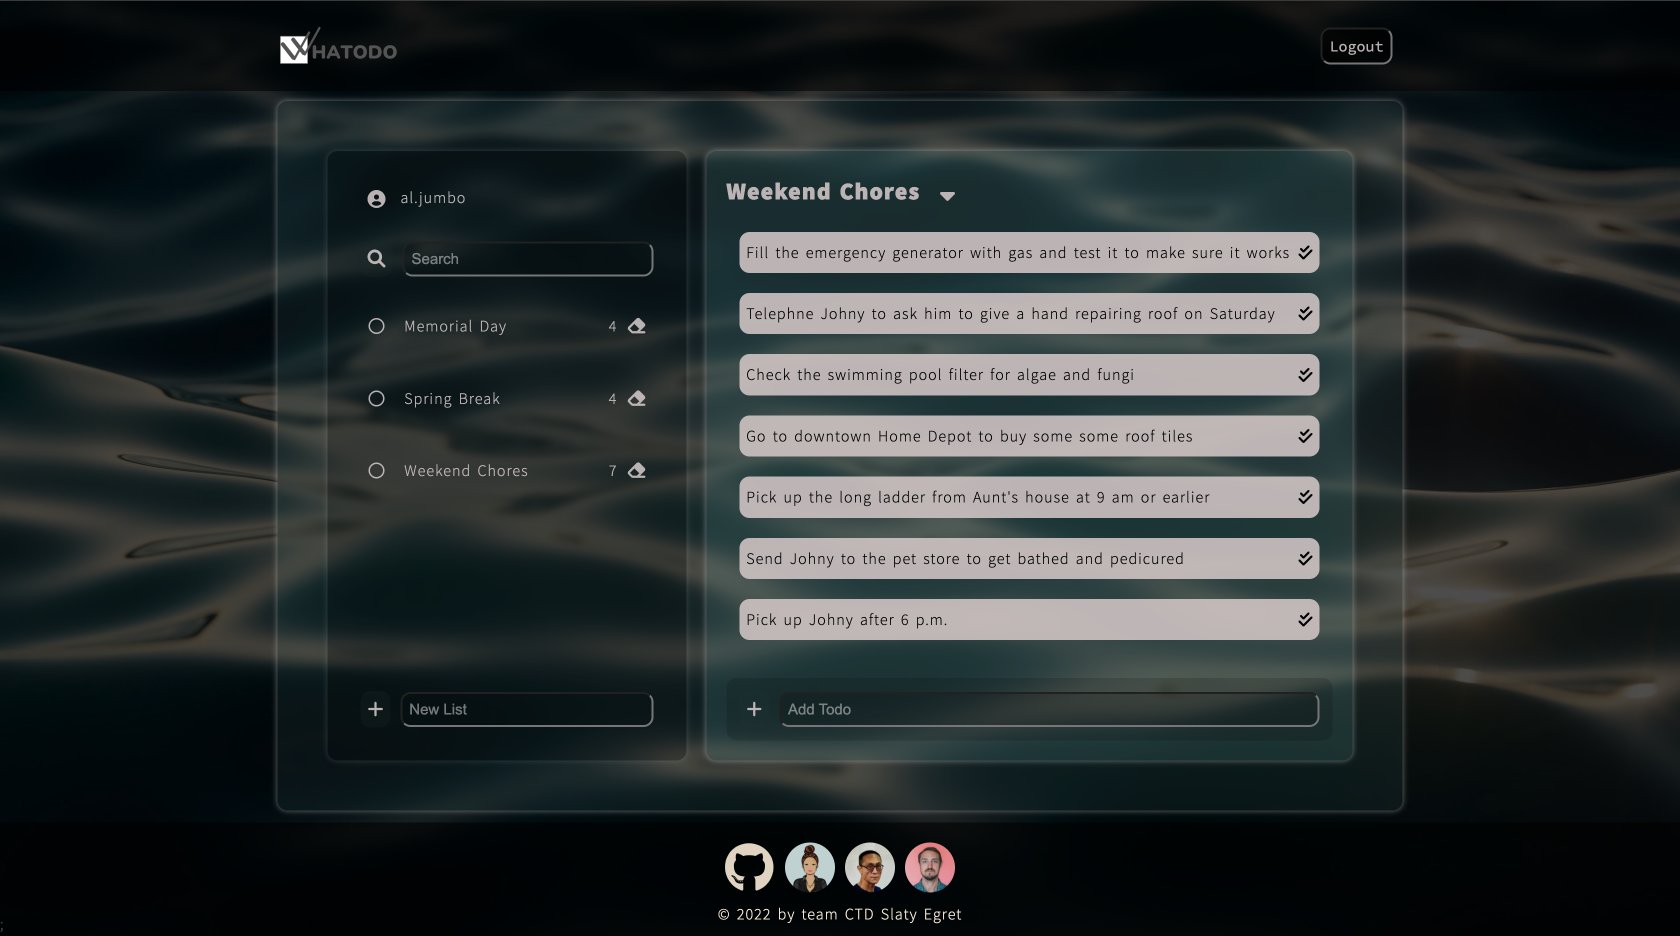 WHATODO
Logout
al.jumbo
Search
Memorial Day 4
Spring Break 4
Weekend Chores 7
New List
Weekend Chores
Fill the emergency generator with gas and test it to make sure it works
Telephne Johny to ask him to give a hand repairing roof on Saturday
Check the swimming pool filter for algae and fungi
Go to downtown Home Depot to buy some some roof tiles
Pick up the long ladder from Aunt's house at 9 am or earlier
Send Johny to the pet store to get bathed and pedicured
Pick up Johny after 6 p.m.
Add Todo
© 2022 by team CTD Slaty Egret
;